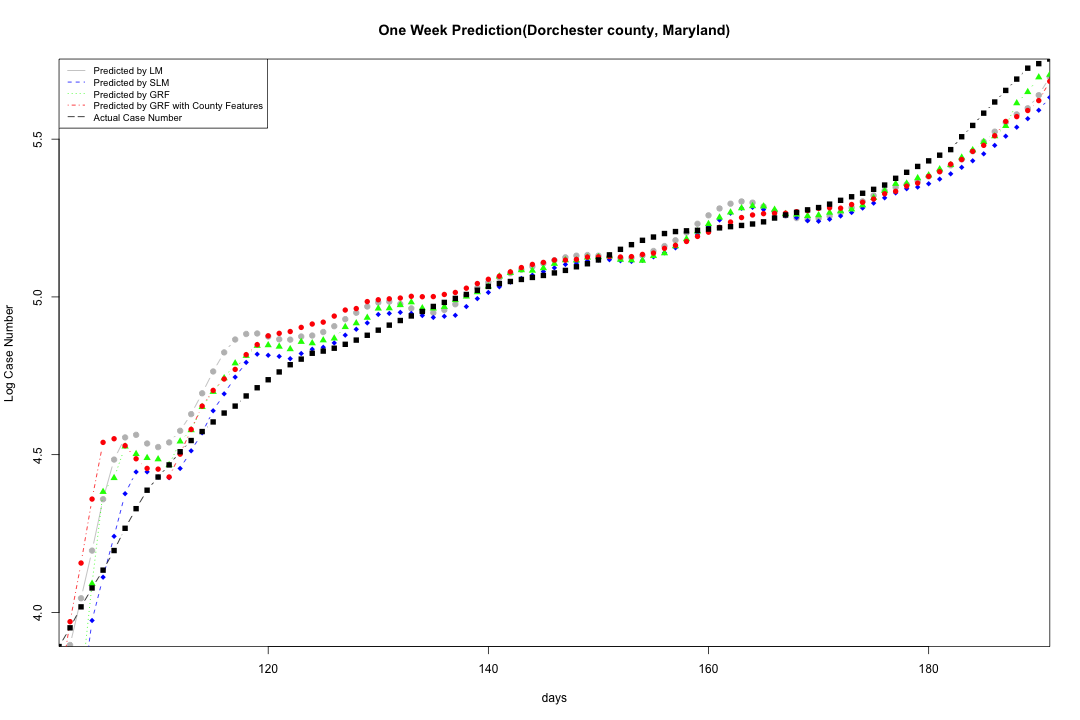 One Week Prediction(Dorchester county, Maryland)
Predicted by LM
Predicted by SLM
Predicted by GRF
Predicted by GRF with County Features
Actual Case Number
Log Case Number
5.5
5.0
4.5
4.0
120
140
160
180
days